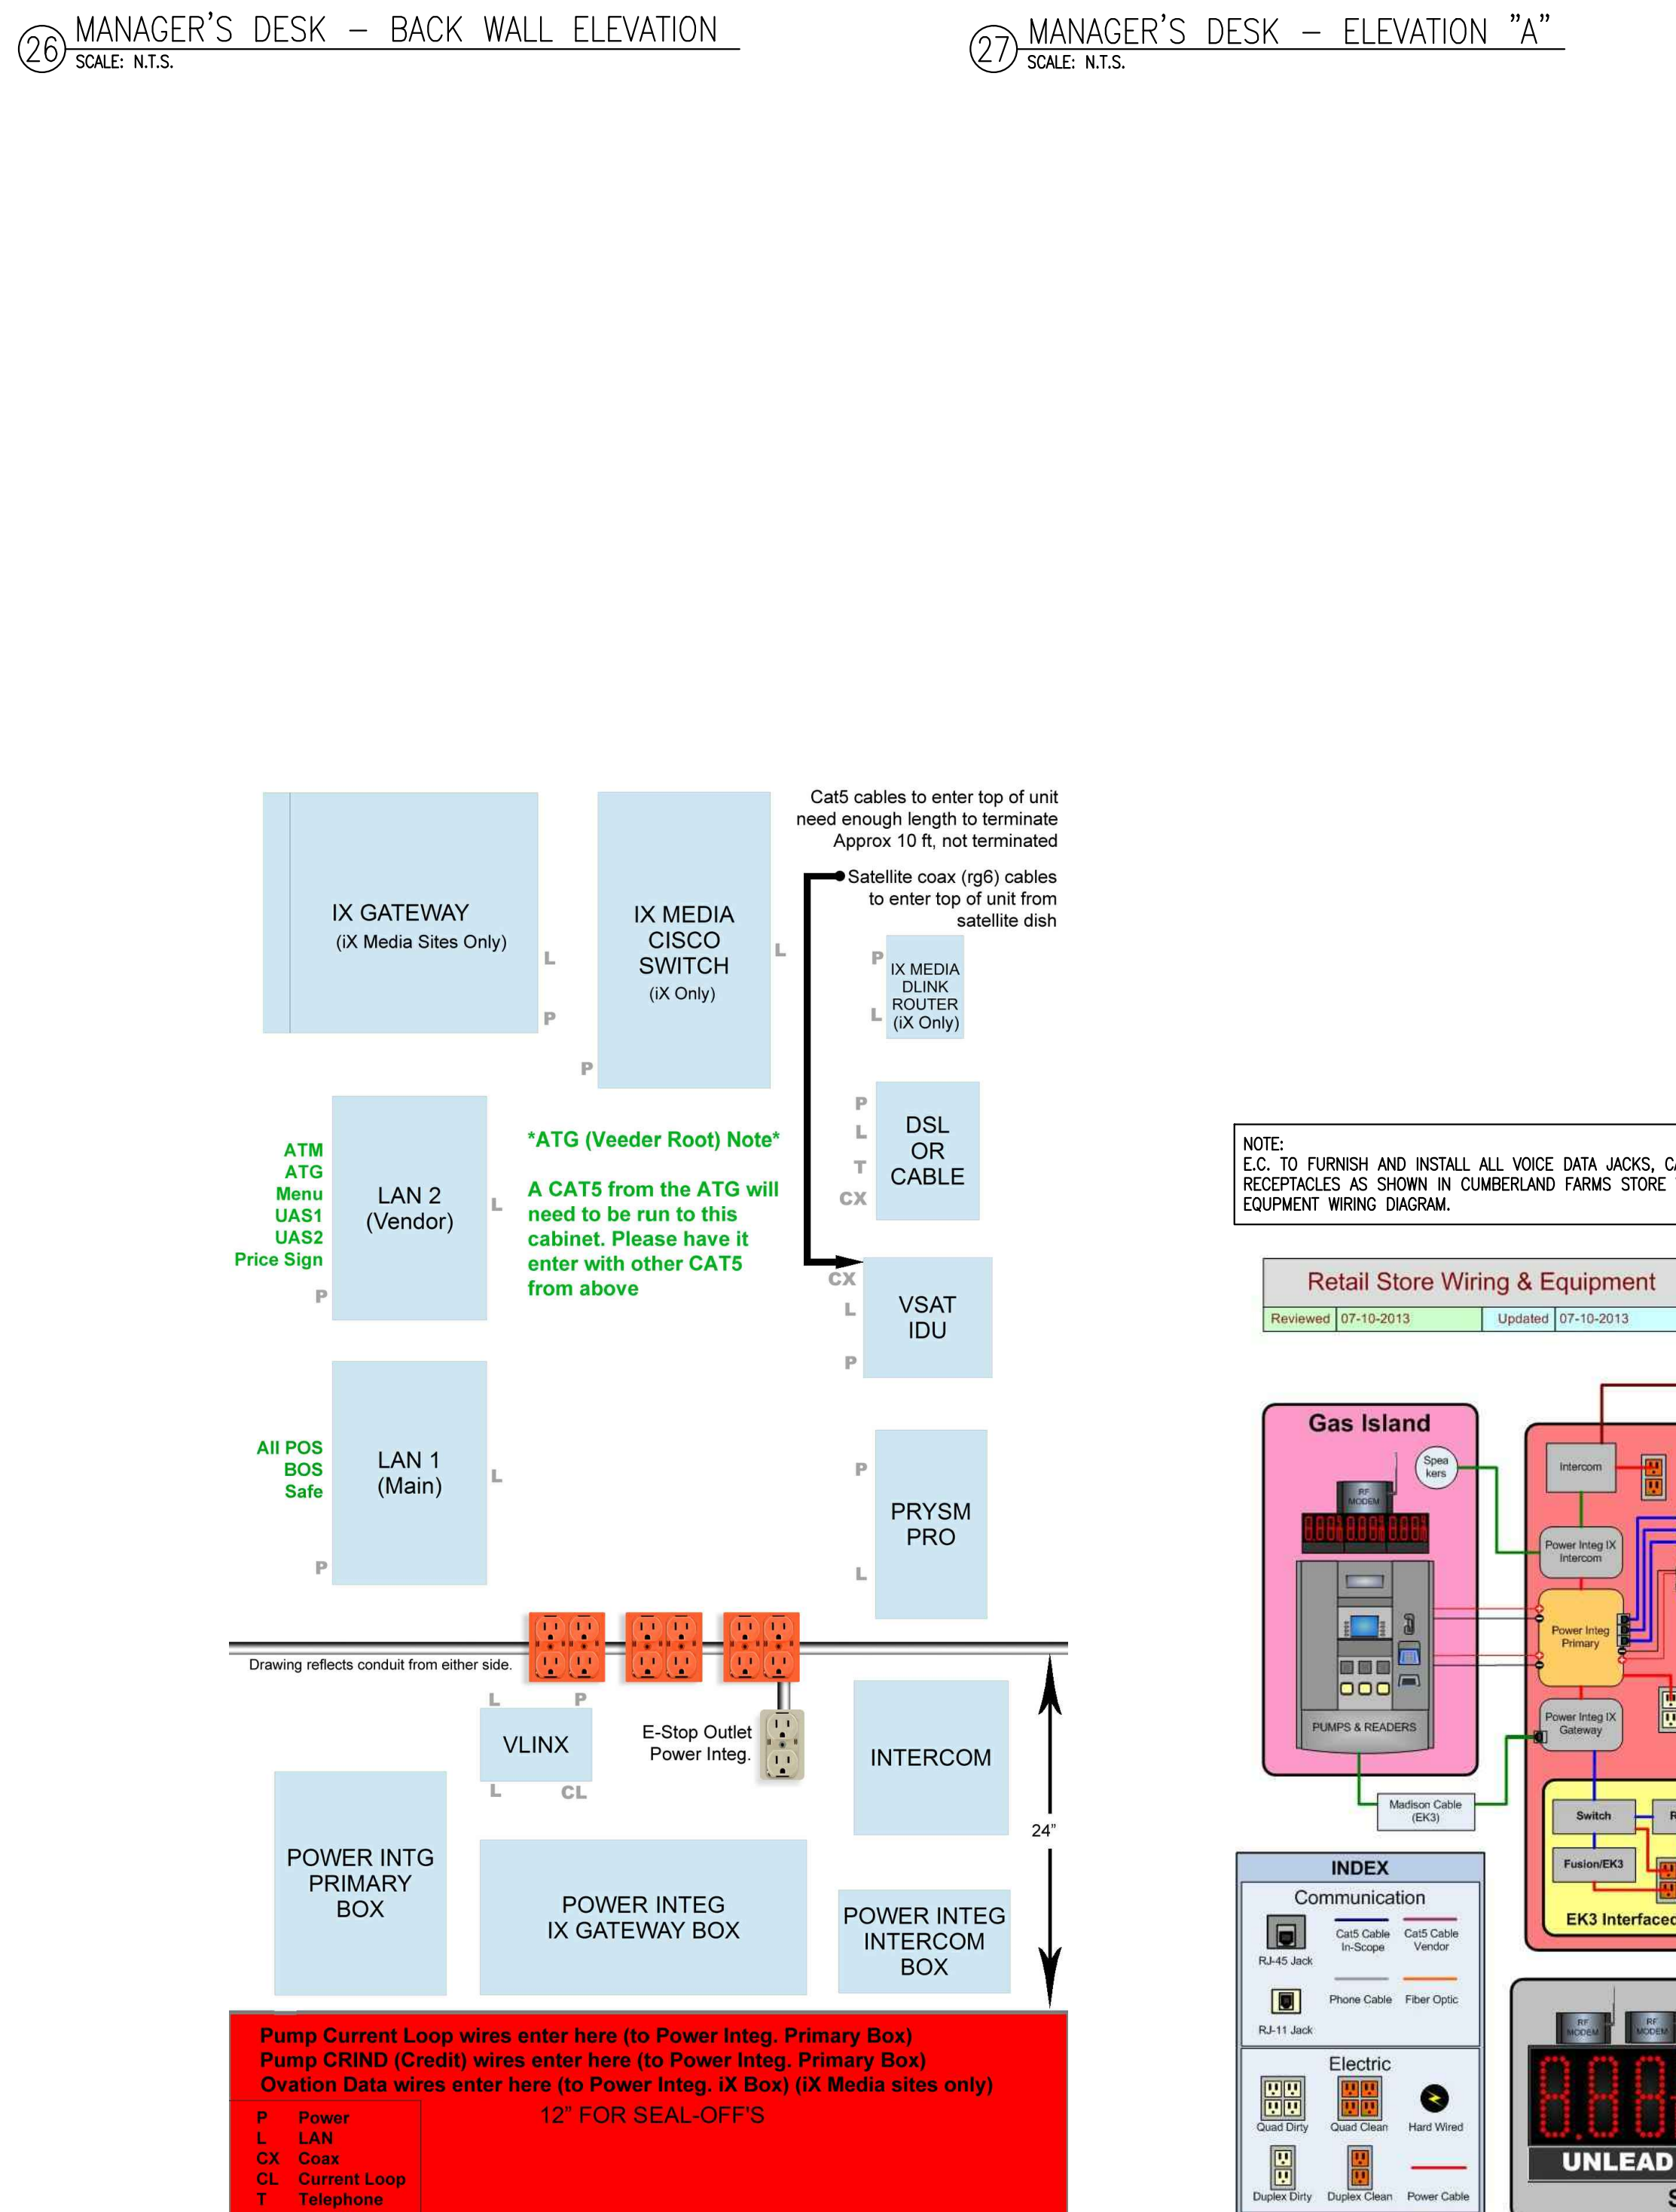 26 MANAGER'S DESK – BACK WALL ELEVATION
SCALE: N.T.S.
27 MANAGER'S DESK – ELEVATION "A"
SCALE: N.T.S.
Cat5 cables to enter top of unit
need enough length to terminate
Approx 10 ft, not terminated
Satellite coax (rg6) cables
to enter top of unit from
satellite dish
IX GATEWAY
(iX Media Sites Only)
L
P
IX MEDIA
CISCO
SWITCH
(iX Only)
L
P
P
L
IX MEDIA
DLINK
ROUTER
(iX Only)
P
L
T
CX
DSL
OR
CABLE
ATM
ATG
Menu
UAS1
UAS2
Price Sign
P
LAN 2
(Vendor)
L
*ATG (Veeder Root) Note*
A CAT5 from the ATG will
need to be run to this
cabinet. Please have it
enter with other CAT5
from above
CX
L
P
VSAT
IDU
All POS
BOS
Safe
P
LAN 1
(Main)
L
P
L
PRYSM
PRO
Drawing reflects conduit from either side.
L P
VLINX
L CL
E-Stop Outlet
Power Integ.
INTERCOM
24"
POWER INTG
PRIMARY
BOX
POWER INTEG
IX GATEWAY BOX
POWER INTEG
INTERCOM
BOX
Pump Current Loop wires enter here (to Power Integ. Primary Box)
Pump CRIND (Credit) wires enter here (to Power Integ. Primary Box)
Ovation Data wires enter here (to Power Integ. iX Box) (iX Media sites only)
12" FOR SEAL-OFF'S
P Power
L LAN
CX Coax
CL Current Loop
T Telephone
NOTE:
E.C. TO FURNISH AND INSTALL ALL VOICE DATA JACKS,
RECEPTACLES AS SHOWN IN CUMBERLAND FARMS STORE
EQUPMENT WIRING DIAGRAM.
Retail Store Wiring & Equipment
Reviewed 07-10-2013 Updated 07-10-2013
Gas Island
Spea
kers
RF
MODEM
PUMPS & READERS
Madison Cable
(EK3)
Intercom
Power Integ IX
Intercom
Power Integ
Primary
Power Integ IX
Gateway
Switch
R
Fusion/EK3
EK3 Interfaced
INDEX
Communication
RJ-45 Jack
Cat5 Cable
In-Scope
Cat5 Cable
Vendor
RJ-11 Jack
Phone Cable
Fiber Optic
Electric
Quad Dirty
Quad Clean
Hard Wired
Duplex Dirty
Duplex Clean
Power Cable
RF
MODEM
RF
MODEM
UNLEAD